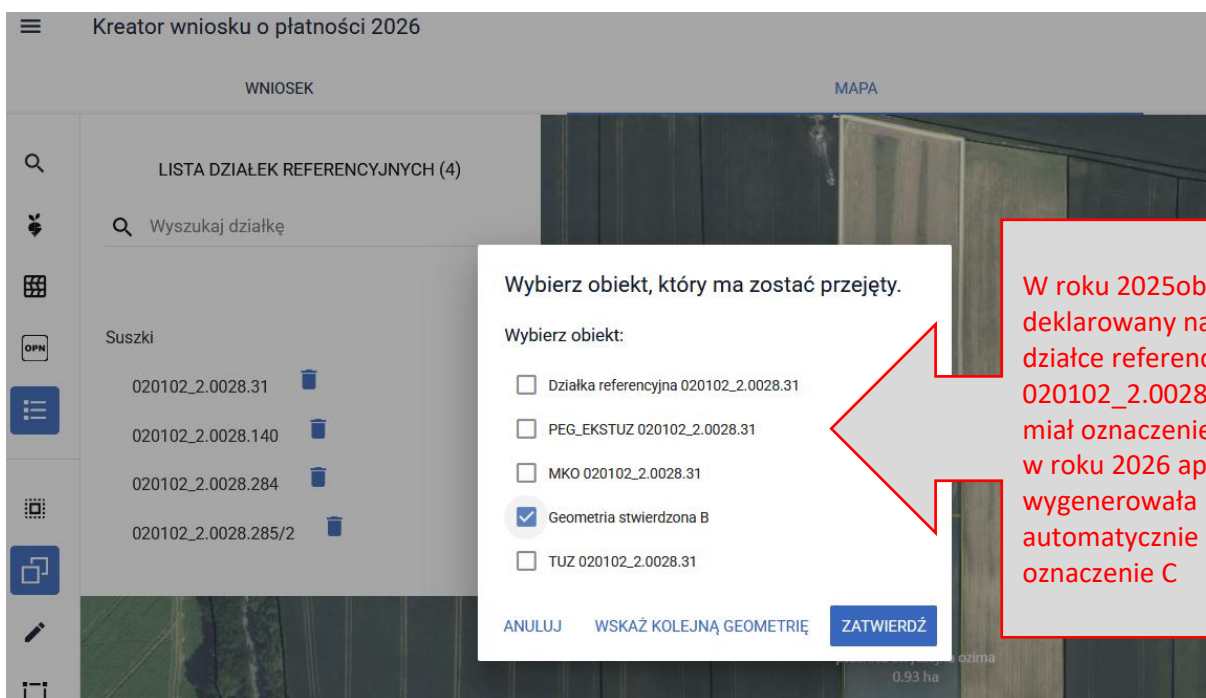 Kreator wniosku o płatności 2026
WNIOSEK
MAPA
LISTA DZIAŁEK REFERENCYJNYCH (4)
Wyszukaj działkę
OPN
Suszki
020102_2.0028.31
020102_2.0028.140
020102_2.0028.284
020102_2.0028.285/2
Wybierz obiekt, który ma zostać przejęty.
Wybierz obiekt:
Działka referencyjna 020102_2.0028.31
PEG_EKSTUZ 020102_2.0028.31
MKO 020102_2.0028.31
Geometria stwierdzona B
TUZ 020102_2.0028.31
ANULUJ
WSKAŻ KOLEJNĄ GEOMETRIĘ
ZATWIERDŹ
ozima
0.93 ha
W roku 2025ob
deklarowany na
działce referenc
020102_2.0028
miał oznaczenie
w roku 2026 ap
wygenerowała
automatycznie
oznaczenie C